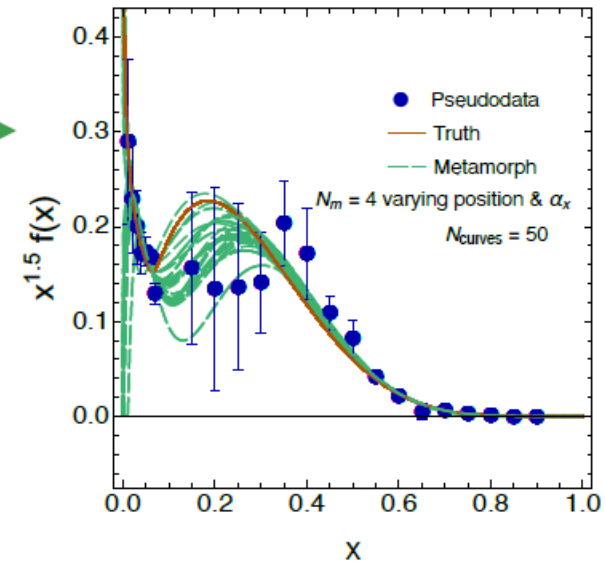 0.4
0.3
0.2
0.1
0.0
x^1.5 f(x)
Pseudodata
Truth
Metamorph
N_m = 4 varying position & α_x
N_curves = 50
0.0 0.2 0.4 0.6 0.8 1.0
x